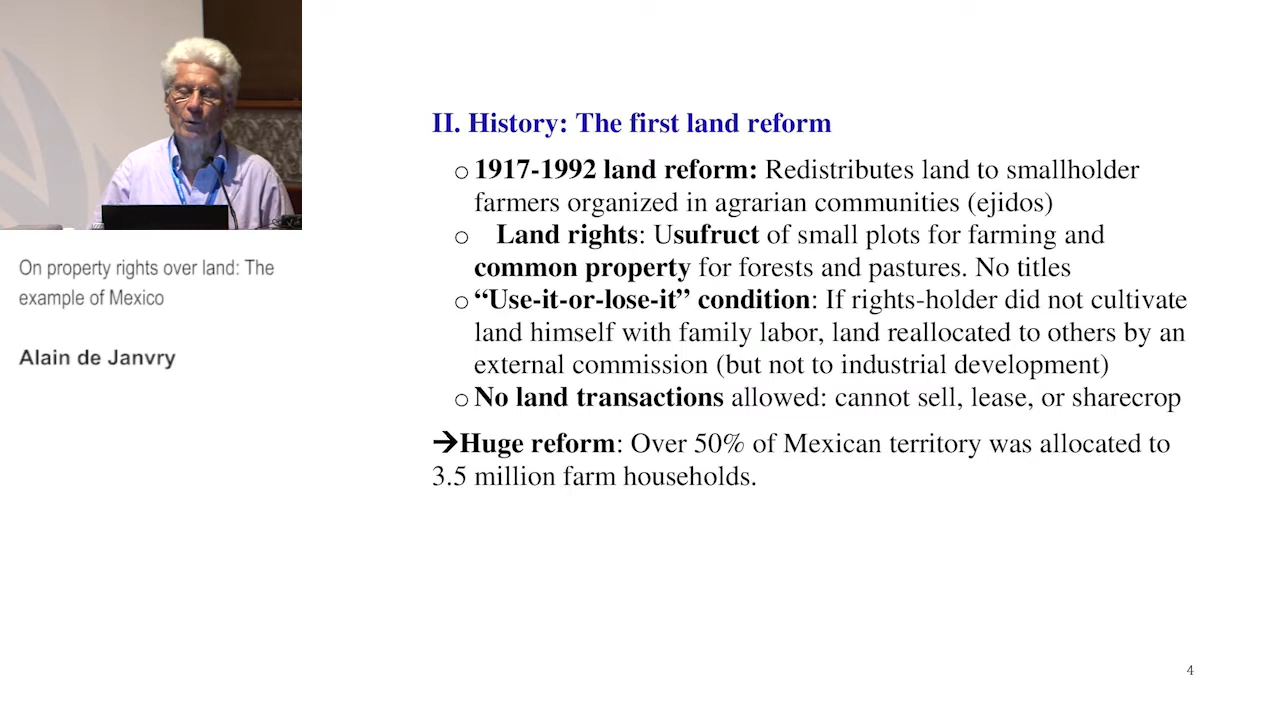 On property rights over land: The
example of Mexico
Alain de Janvry
II. History: The first land reform
○ 1917-1992 land reform: Redistributes land to smallholder
farmers organized in agrarian communities (ejidos)
○ Land rights: Usufruct of small plots for farming and
common property for forests and pastures. No titles
○ “Use-it-or-lose-it” condition: If rights-holder did not cultivate
land himself with family labor, land reallocated to others by an
external commission (but not to industrial development)
○ No land transactions allowed: cannot sell, lease, or sharecrop
➔Huge reform: Over 50% of Mexican territory was allocated to
3.5 million farm households.
4